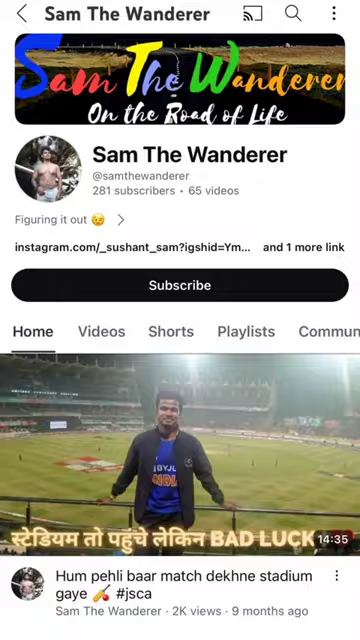 Sam The Wanderer
Sam The Wanderer
On the Road of Life
Sam The Wanderer
@samthewanderer
281 subscribers • 65 videos
Figuring it out 😉
instagram.com/_sushant_sam?igshid=Ym... and 1 more link
Subscribe
Home Videos Shorts Playlists Commun
BYJU
INDI
स्टेडियम तो पहुंचे लेकिन BAD LUCK
14:35
Hum pehli baar match dekhne stadium
gaye 🏏 #jsca
Sam The Wanderer · 2K views · 9 months ago